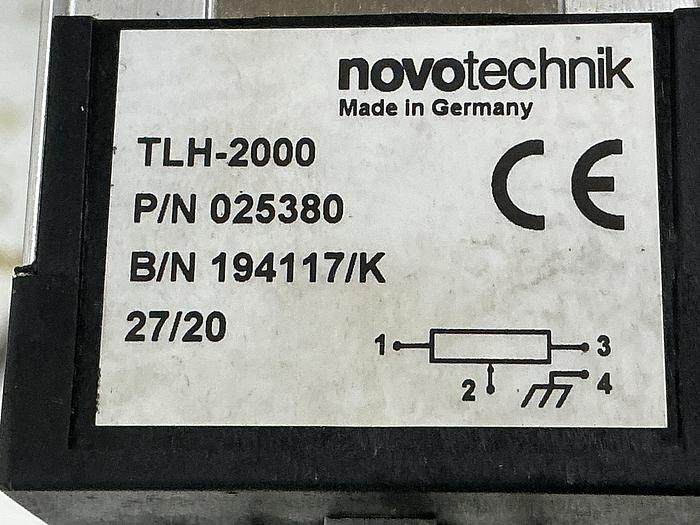 novotechnik
Made in Germany
TLH-2000
CE
P/N 025380
B/N 194117/K
27/20
1
3
2
4